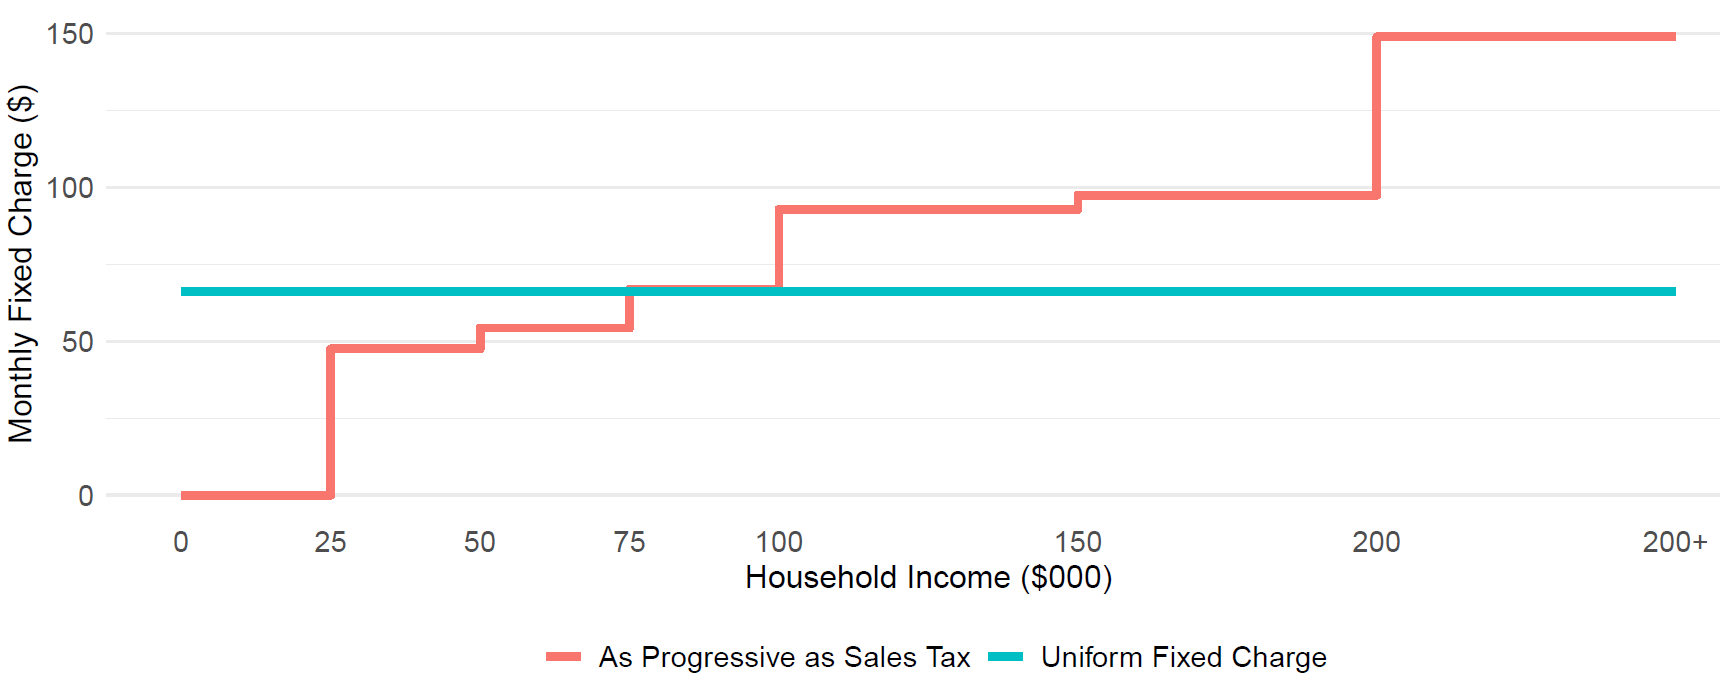 Monthly Fixed Charge ($)
150
100
50
0
0 25 50 75 100 150 200 200+
Household Income ($000)
As Progressive as Sales Tax Uniform Fixed Charge